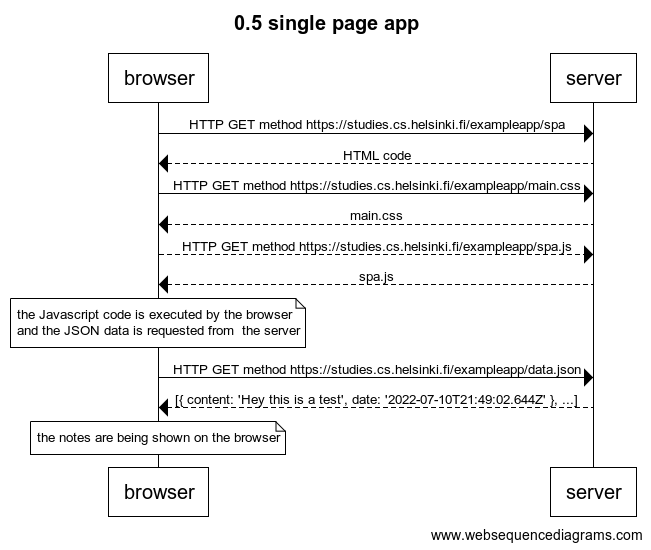 0.5 single page app
browser
server
HTTP GET method https://studies.cs.helsinki.fi/exampleapp/spa
HTML code
HTTP GET method https://studies.cs.helsinki.fi/exampleapp/main.css
main.css
HTTP GET method https://studies.cs.helsinki.fi/exampleapp/spa.js
spa.js
the Javascript code is executed by the browser
and the JSON data is requested from  the server
HTTP GET method https://studies.cs.helsinki.fi/exampleapp/data.json
[{ content: 'Hey this is a test', date: '2022-07-10T21:49:02.644Z' }, ...]
the notes are being shown on the browser
browser
server
www.websequencediagrams.com